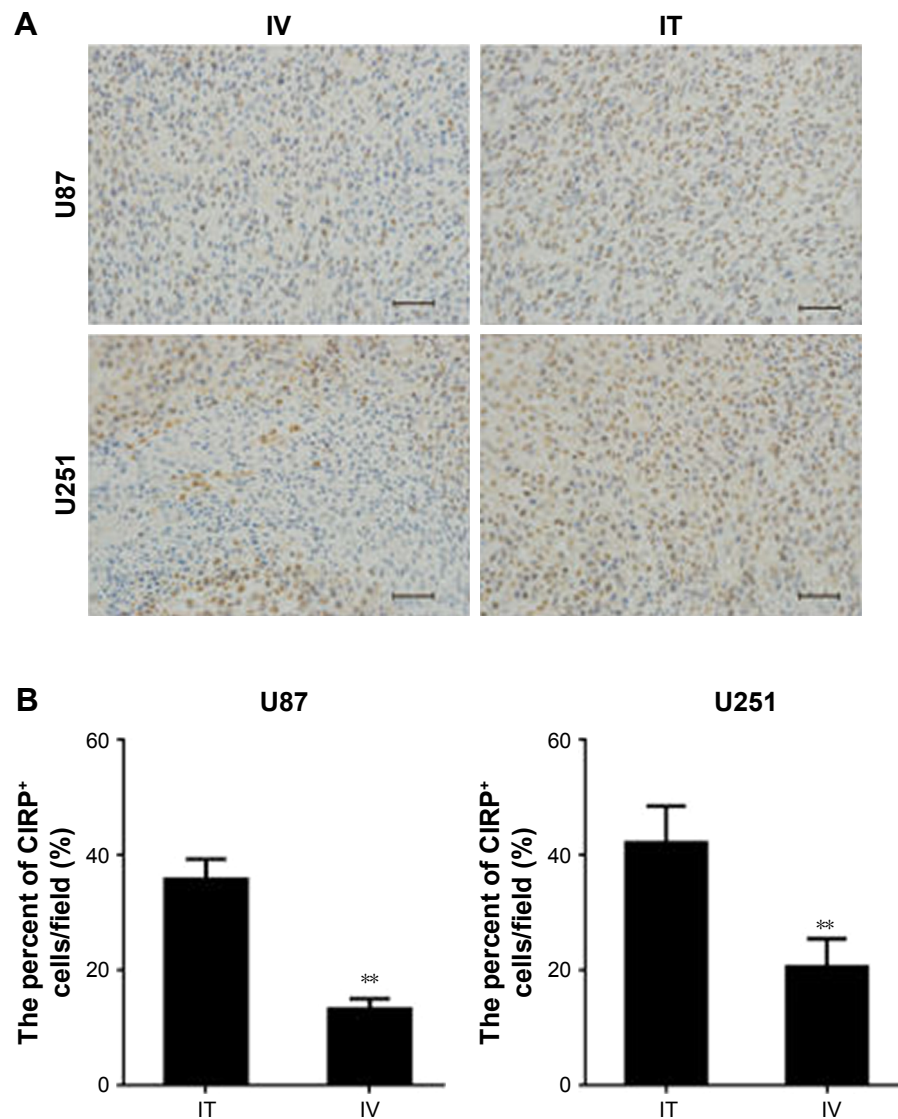 A
IV
IT
U87
U251
B
U87
The percent of CIRP+
cells/field (%)
60
40
20
0
**
IT
IV
U251
The percent of CIRP+
cells/field (%)
60
40
20
0
**
IT
IV